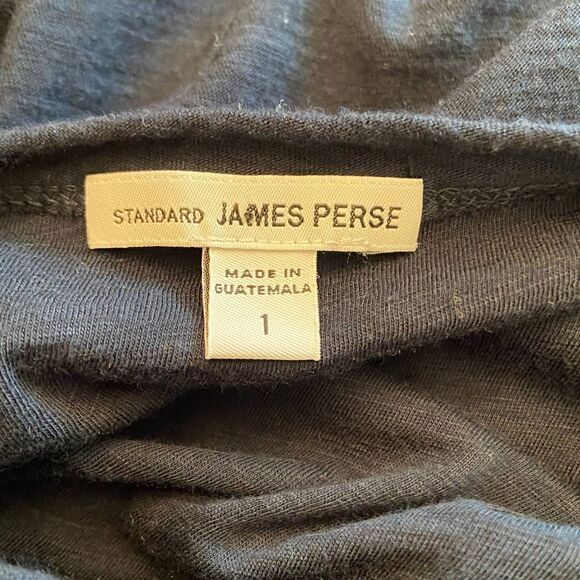 STANDARD JAMES PERSE
MADE IN
GUATEMALA
1